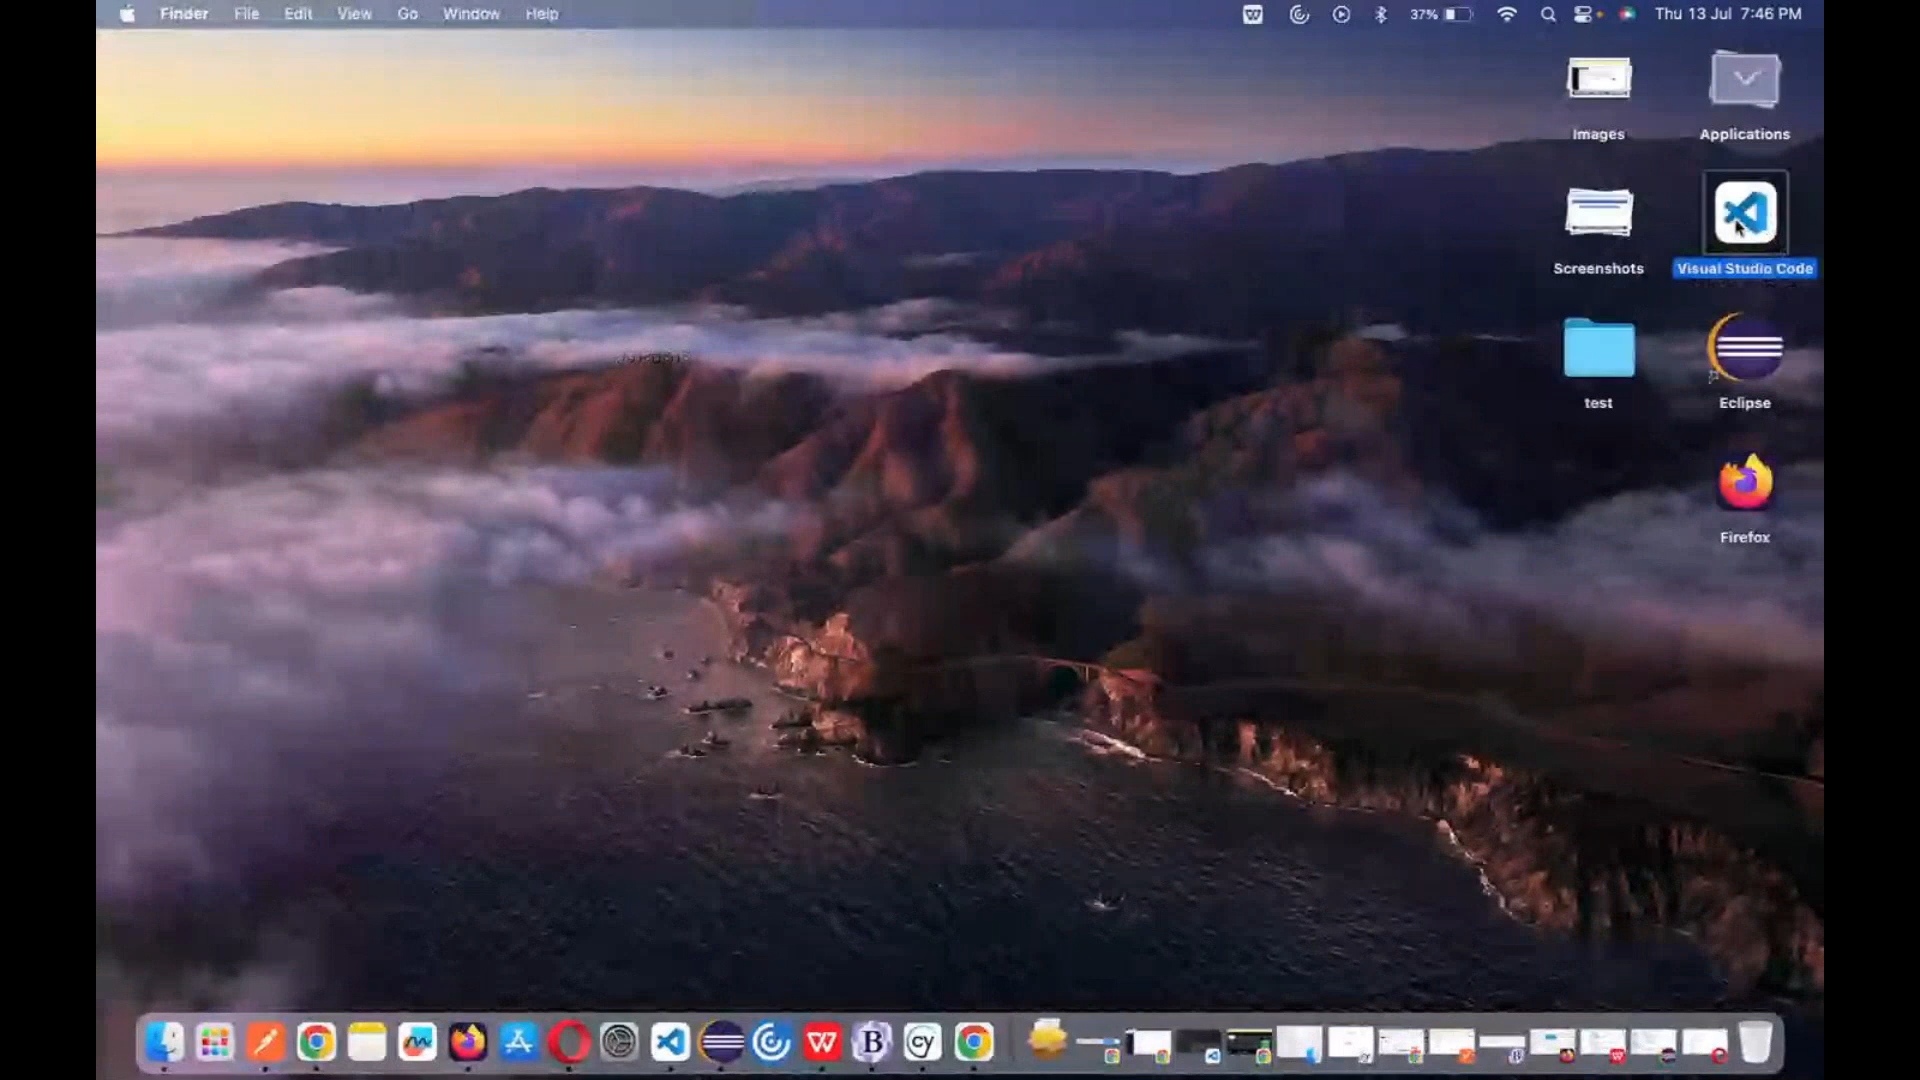 Finder File Edit View Go Window Help 37% Thu 13 Jul 7:46 PM
Images
Applications
Screenshots
Visual Studio Code
test
Eclipse
Firefox
W B cy W